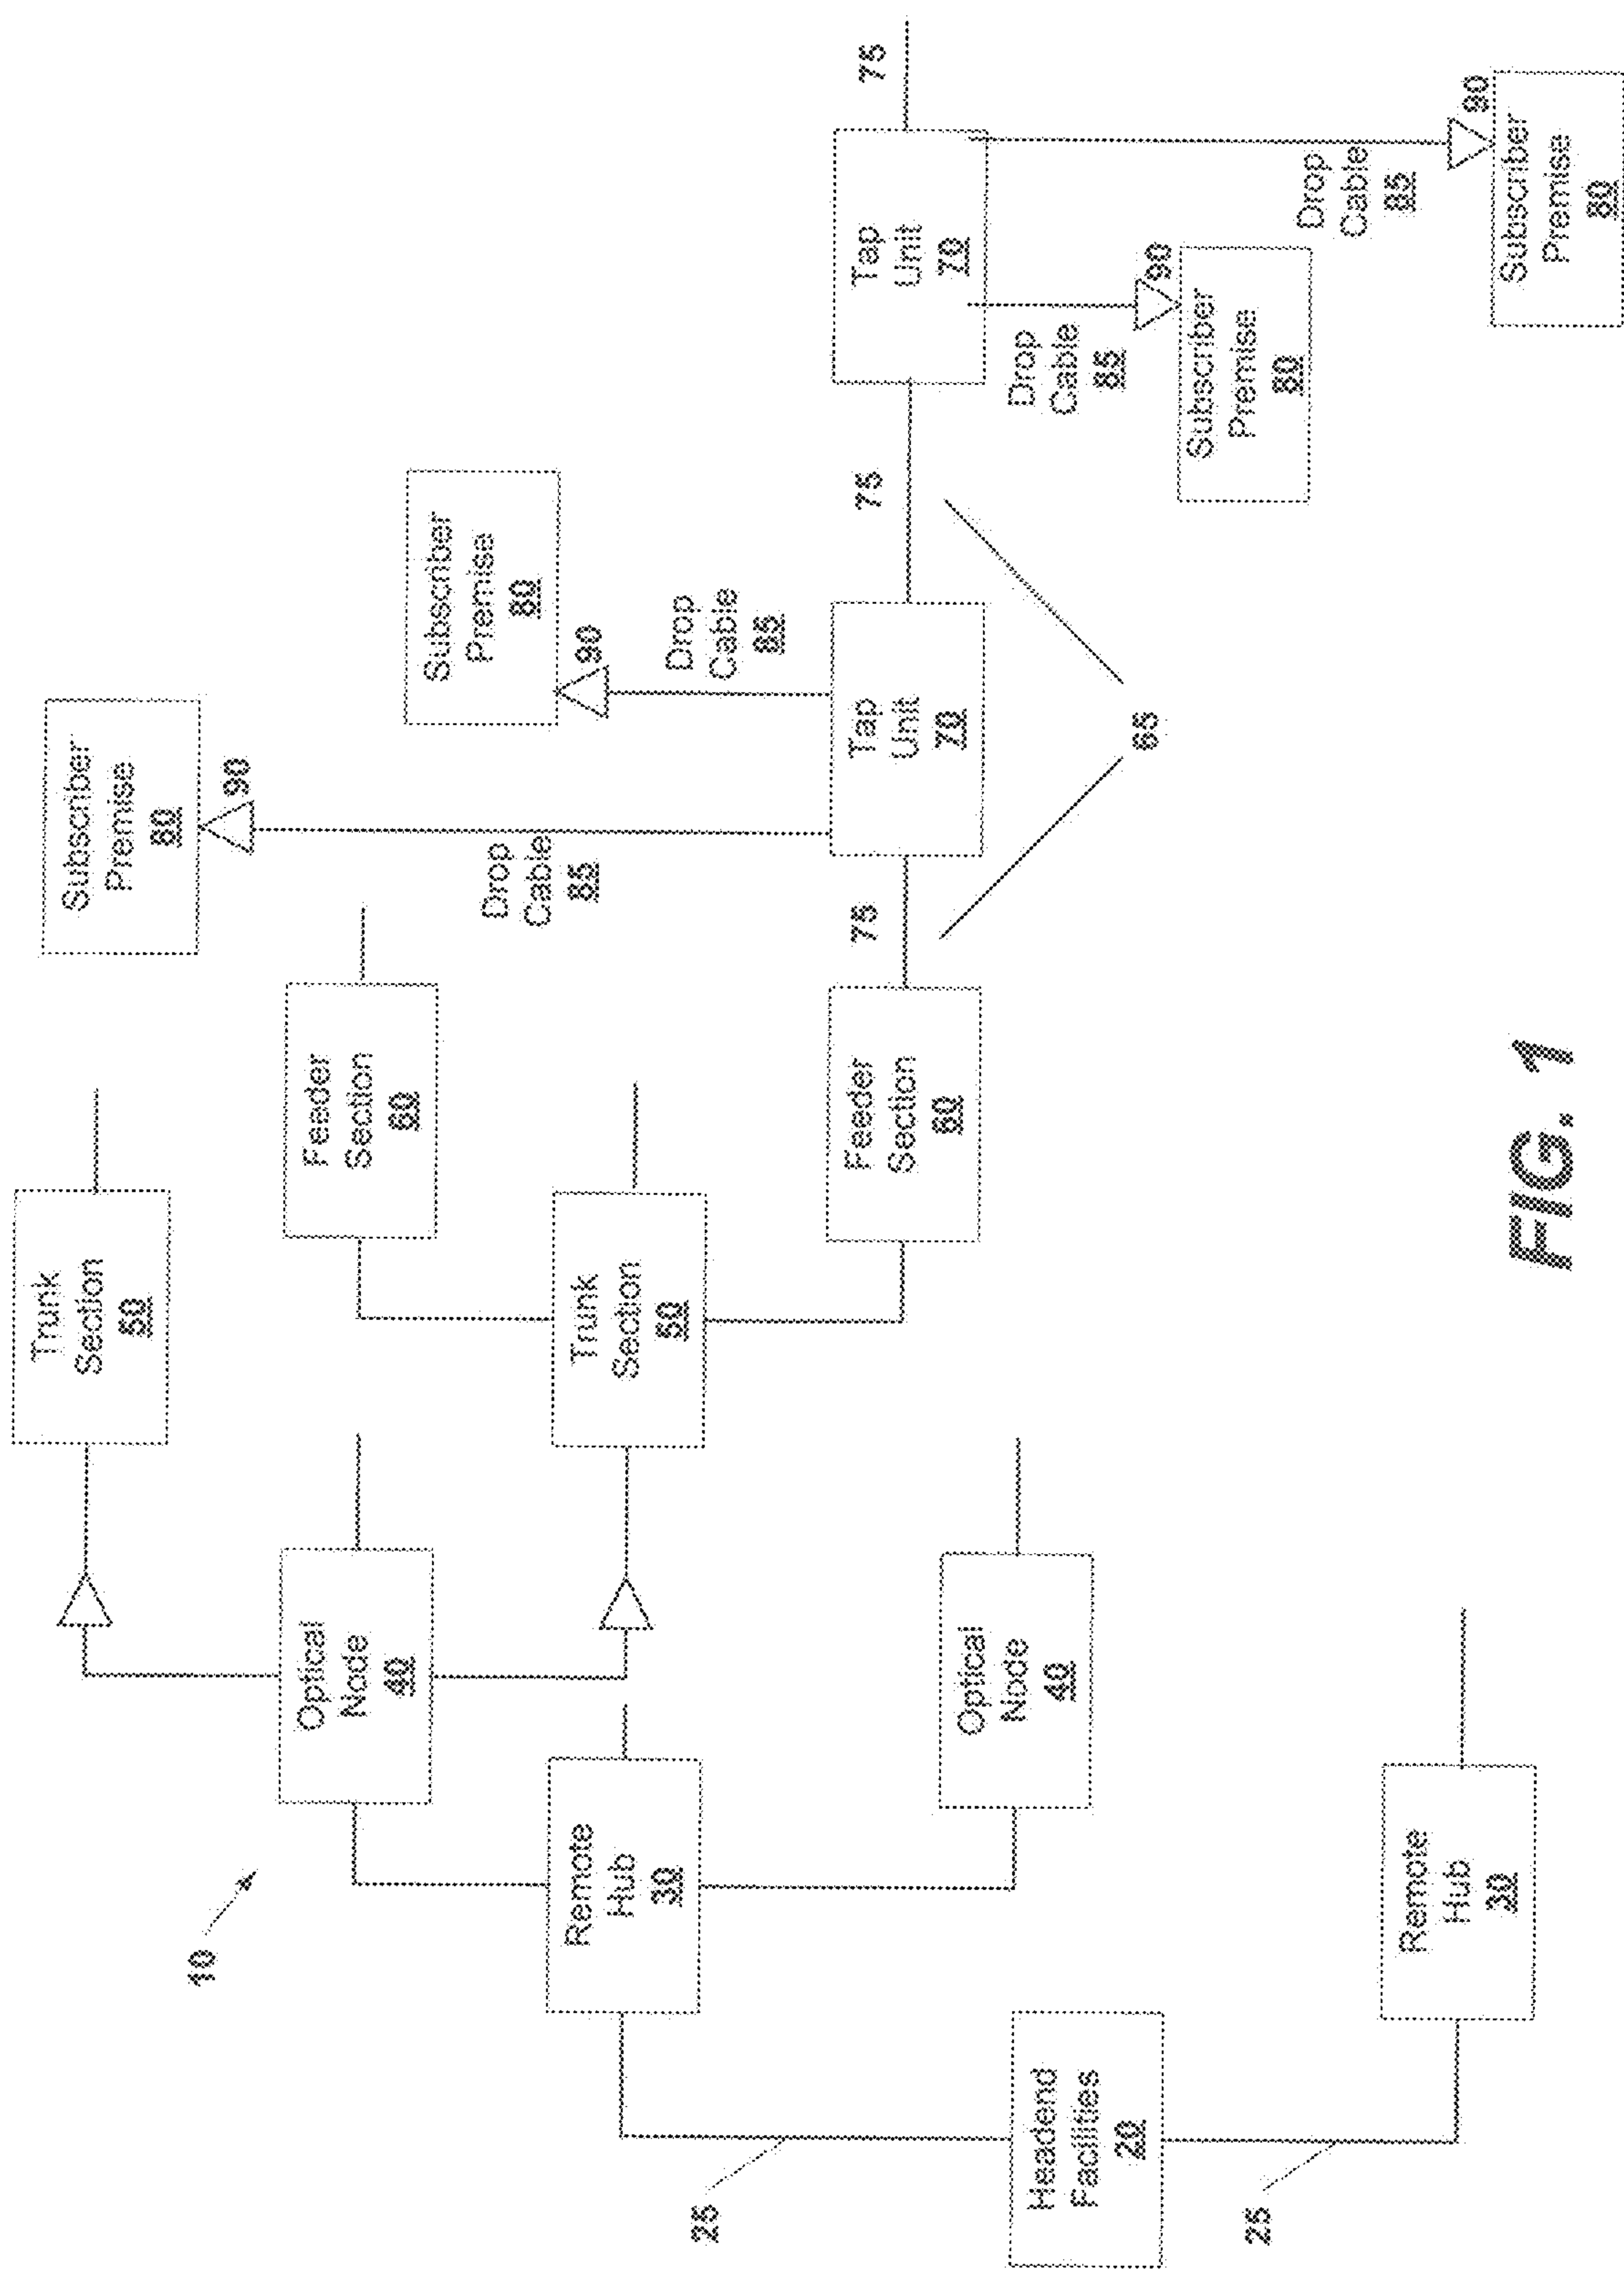 10
25
25
Headend
Facilities
20
Remote
Hub
30
Remote
Hub
30
Optical
Node
40
Optical
Node
40
Trunk
Section
50
Trunk
Section
50
Feeder
Section
60
Feeder
Section
60
75
65
Tap
Unit
70
Drop
Cable
85
90
Subscriber
Premise
80
Drop
Cable
85
90
Subscriber
Premise
80
75
Tap
Unit
70
Drop
Cable
85
90
Subscriber
Premise
80
Drop
Cable
85
90
Subscriber
Premise
80
75
FIG. 1